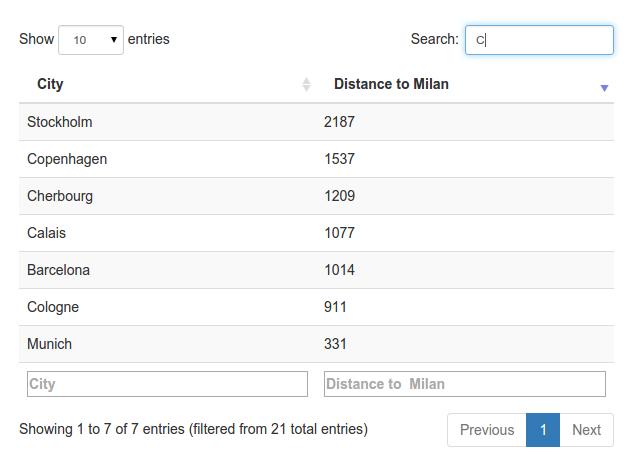 Show 10 entries Search: C
City Distance to Milan
Stockholm 2187
Copenhagen 1537
Cherbourg 1209
Calais 1077
Barcelona 1014
Cologne 911
Munich 331
City Distance to Milan
Showing 1 to 7 of 7 entries (filtered from 21 total entries) Previous 1 Next